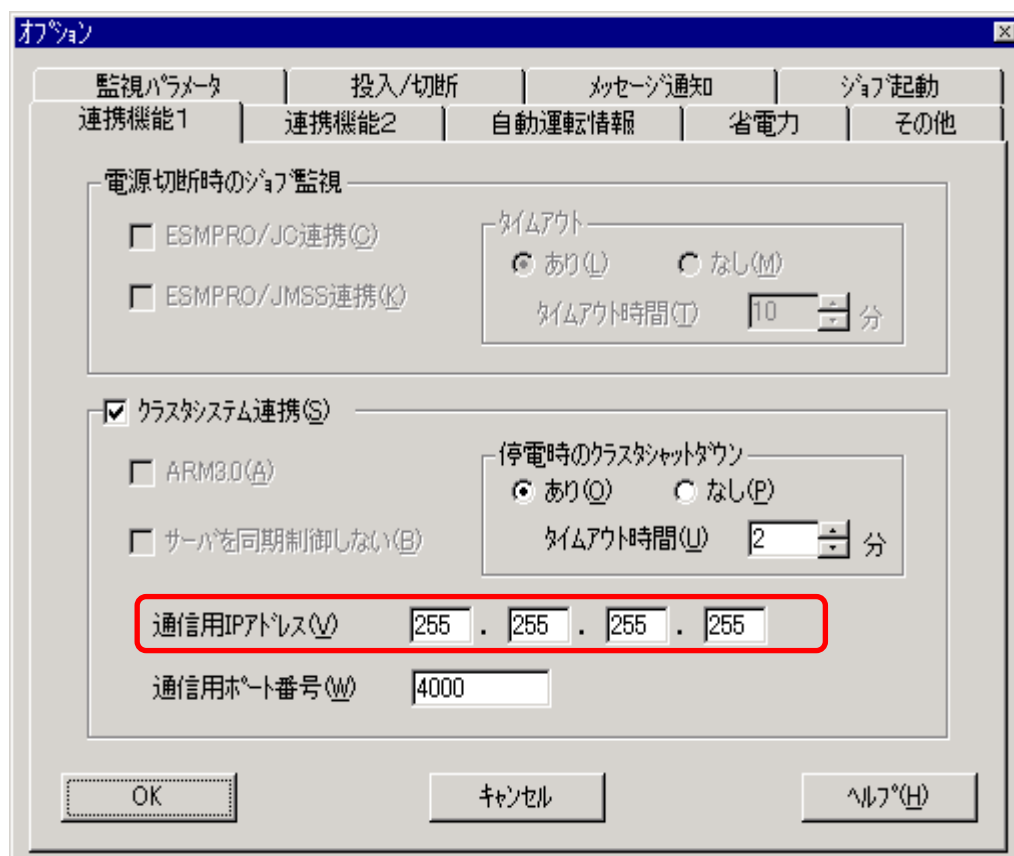 オプション
監視パラメータ 投入/切断 メッセージ通知 ジョブ起動
連携機能1 連携機能2 自動運転情報 省電力 その他
電源切断時のジョブ監視
ESMPRO/JC連携(C)
ESMPRO/JMSS連携(K)
タイムアウト
あり(L) なし(M)
タイムアウト時間(T) 10 分
クラスタシステム連携(S)
ARM3.0(A)
サーバを同期制御しない(B)
停電時のクラスタシャットダウン
あり(O) なし(P)
タイムアウト時間(U) 2 分
通信用IPアドレス(V) 255 . 255 . 255 . 255
通信用ポート番号(W) 4000
OK キャンセル ヘルプ(H)